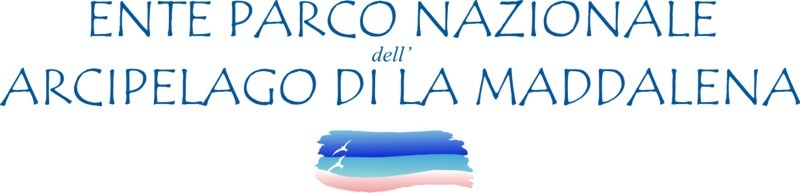 ENTE PARCO NAZIONALE
dell'
ARCIPELAGO DI LA MADDALENA